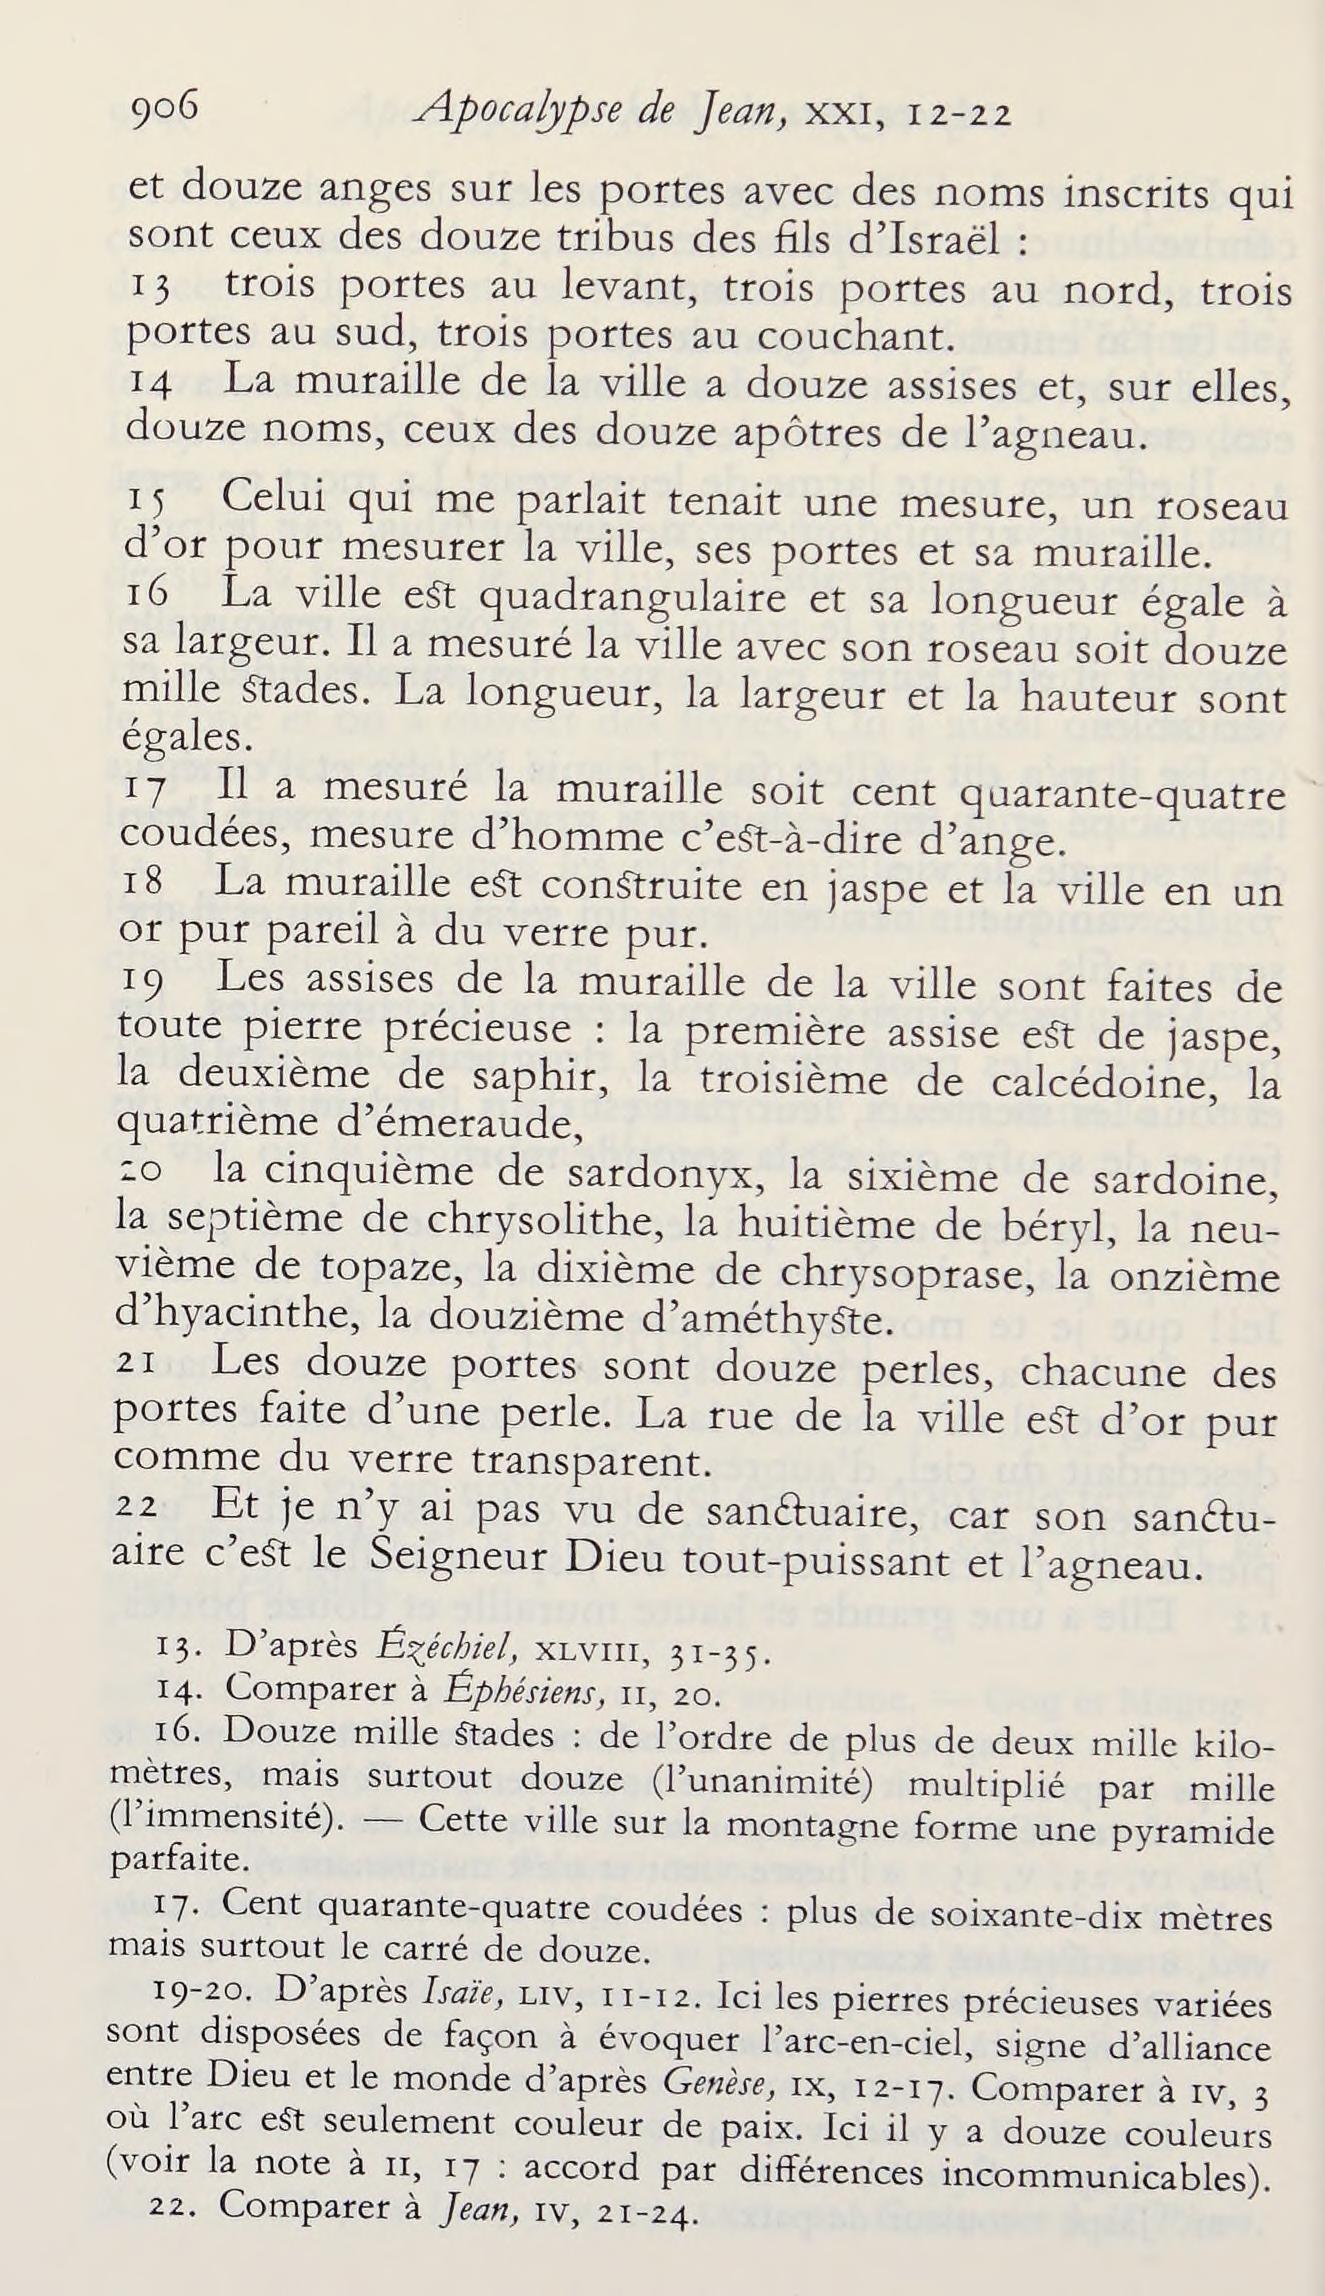 906 Apocalypse de Jean, XXI, 12-22
et douze anges sur les portes avec des noms inscrits qui
sont ceux des douze tribus des fils d’Israël :
13 trois portes au levant, trois portes au nord, trois
portes au sud, trois portes au couchant.
14 La muraille de la ville a douze assises et, sur elles,
douze noms, ceux des douze apôtres de l’agneau.
15 Celui qui me parlait tenait une mesure, un roseau
d’or pour mesurer la ville, ses portes et sa muraille.
16 La ville est quadrangulaire et sa longueur égale à
sa largeur. Il a mesuré la ville avec son roseau soit douze
mille stades. La longueur, la largeur et la hauteur sont
égales.
17 Il a mesuré la muraille soit cent quarante-quatre
coudées, mesure d’homme c’est-à-dire d’ange.
18 La muraille est construite en jaspe et la ville en un
or pur pareil à du verre pur.
19 Les assises de la muraille de la ville sont faites de
toute pierre précieuse : la première assise est de jaspe,
la deuxième de saphir, la troisième de calcédoine, la
quatrième d’émeraude,
20 la cinquième de sardonyx, la sixième de sardoine,
la septième de chrysolithe, la huitième de béryl, la neu-
vième de topaze, la dixième de chrysoprase, la onzième
d’hyacinthe, la douzième d’améthyste.
21 Les douze portes sont douze perles, chacune des
portes faite d’une perle. La rue de la ville est d’or pur
comme du verre transparent.
22 Et je n’y ai pas vu de sanctuaire, car son sanctu-
aire c’est le Seigneur Dieu tout-puissant et l’agneau.
13. D’après Ézéchiel, XLVIII, 31-35.
14. Comparer à Éphésiens, II, 20.
16. Douze mille stades : de l’ordre de plus de deux mille kilo-
mètres, mais surtout douze (l’unanimité) multiplié par mille
(l’immensité). — Cette ville sur la montagne forme une pyramide
parfaite.
17. Cent quarante-quatre coudées : plus de soixante-dix mètres
mais surtout le carré de douze.
19-20. D’après Isaïe, LIV, 11-12. Ici les pierres précieuses variées
sont disposées de façon à évoquer l’arc-en-ciel, signe d’alliance
entre Dieu et le monde d’après Genèse, IX, 12-17. Comparer à IV, 3
où l’arc est seulement couleur de paix. Ici il y a douze couleurs
(voir la note à II, 17 : accord par différences incommunicables).
22. Comparer à Jean, IV, 21-24.